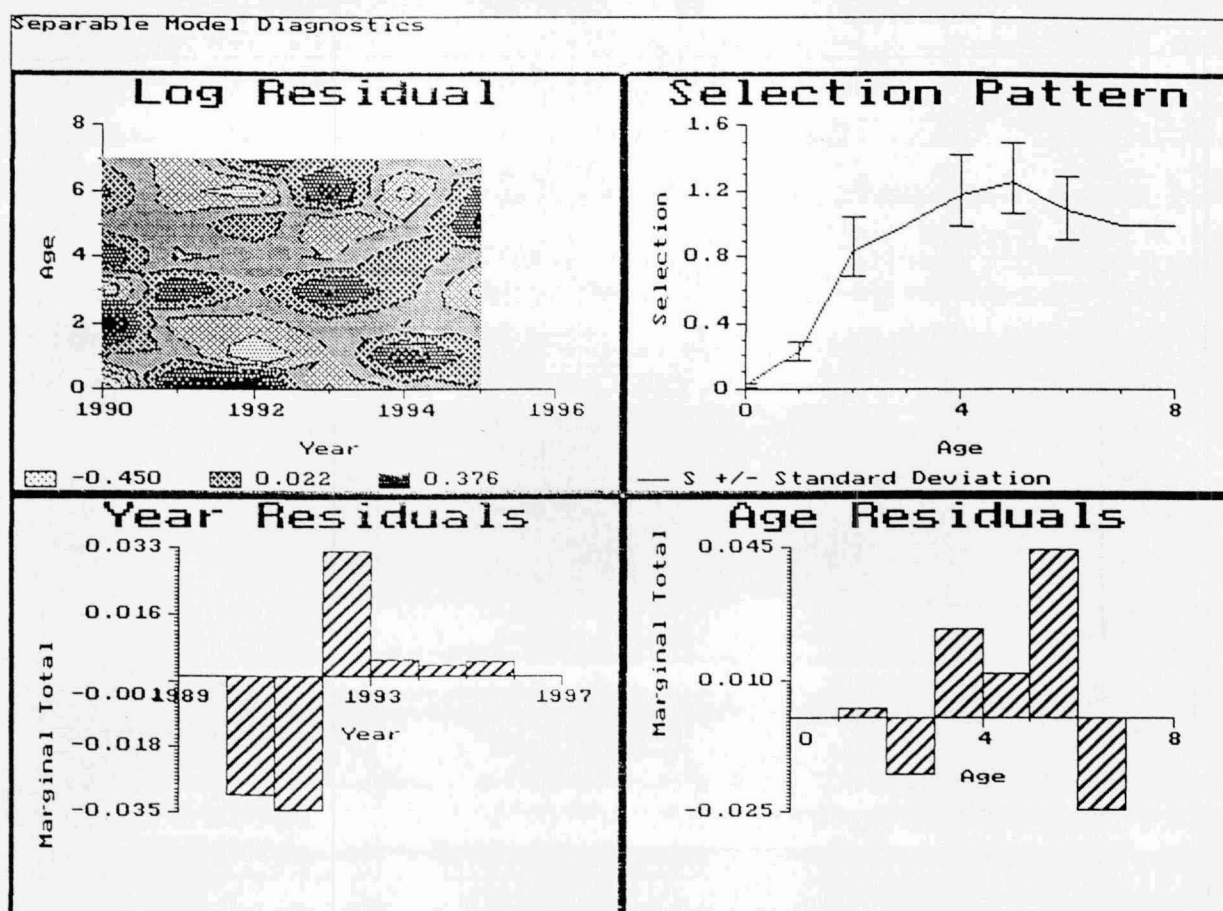 Separable Model Diagnostics
Log Residual
8
6
4
2
0
Age
1990 1992 1994 1996
Year
-0.450 0.022 0.376
Selection Pattern
1.6
1.2
0.8
0.4
0
Selection
0 4 8
Age
S +/- Standard Deviation
Year Residuals
0.033
0.016
-0.001
-0.018
-0.035
Marginal Total
1989 1993 1997
Year
Age Residuals
0.045
0.010
-0.025
Marginal Total
0 4 8
Age